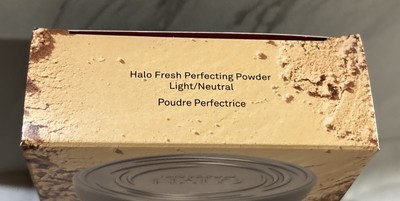 Halo Fresh Perfecting Powder
Light/Neutral
Poudre Perfectrice